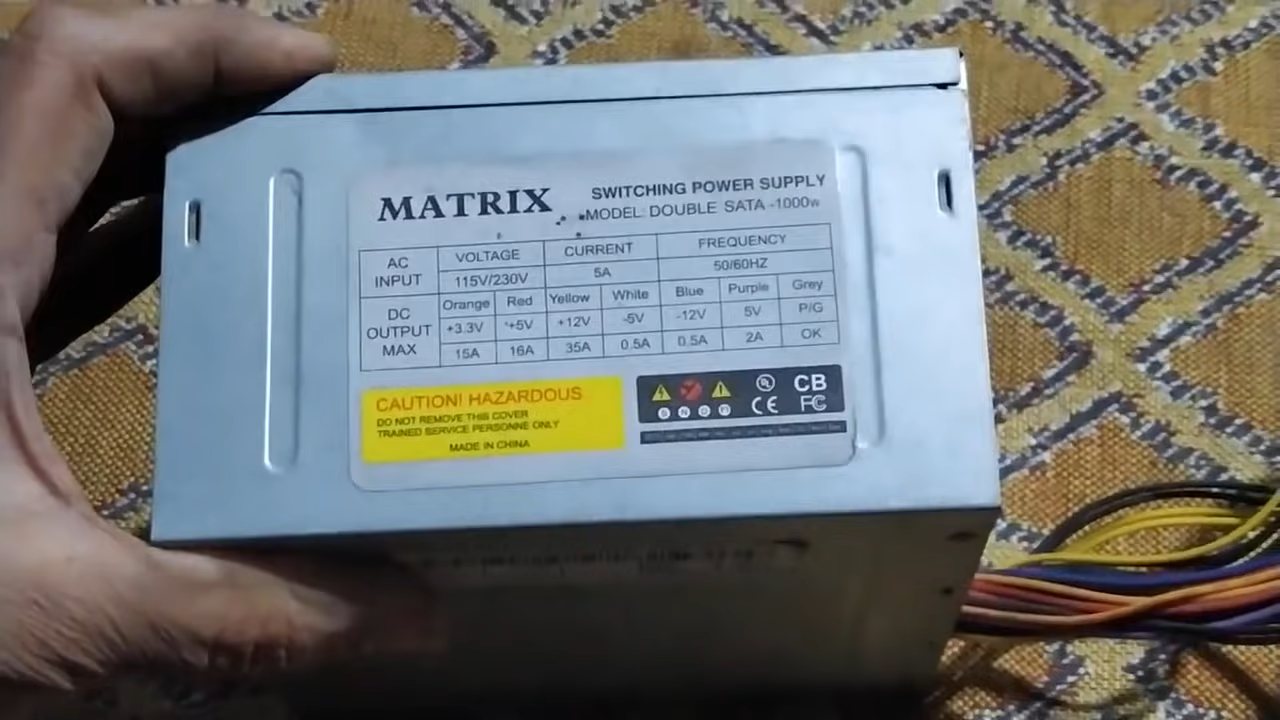 MATRIX
SWITCHING POWER SUPPLY
MODEL: DOUBLE SATA -1000w
AC INPUT
VOLTAGE CURRENT FREQUENCY
115V/230V 5A 50/60HZ
DC OUTPUT MAX
Orange Red Yellow White Blue Purple Grey
+3.3V +5V +12V -5V -12V 5V P/G
15A 16A 35A 0.5A 0.5A 2A OK
CAUTION! HAZARDOUS
DO NOT REMOVE THIS COVER
TRAINED SERVICE PERSONNE ONLY
MADE IN CHINA
UL CB
S N D FI CE FC